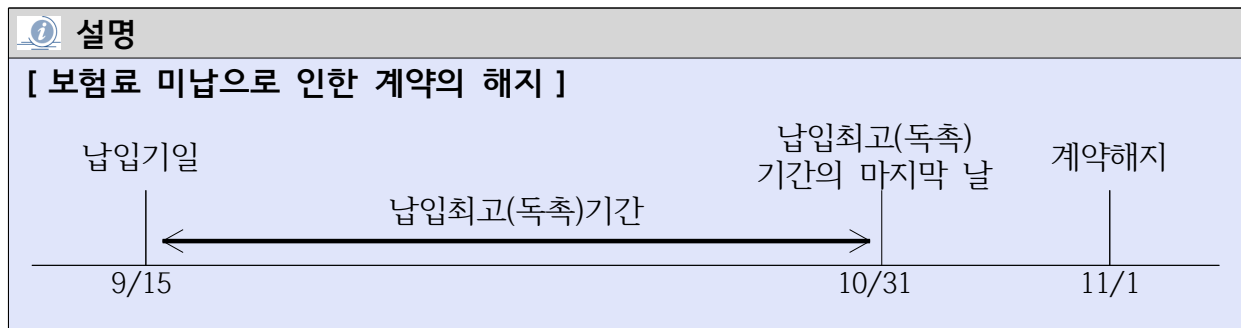 설명
[ 보험료 미납으로 인한 계약의 해지 ]
납입기일
납입최고(독촉)
기간의 마지막 날
계약해지
납입최고(독촉)기간
9/15
10/31
11/1